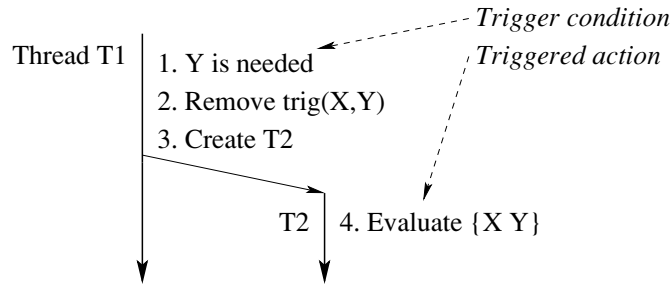 Trigger condition
Thread T1
Triggered action
1. Y is needed
2. Remove trig(X,Y)
3. Create T2
T2
4. Evaluate {X Y}